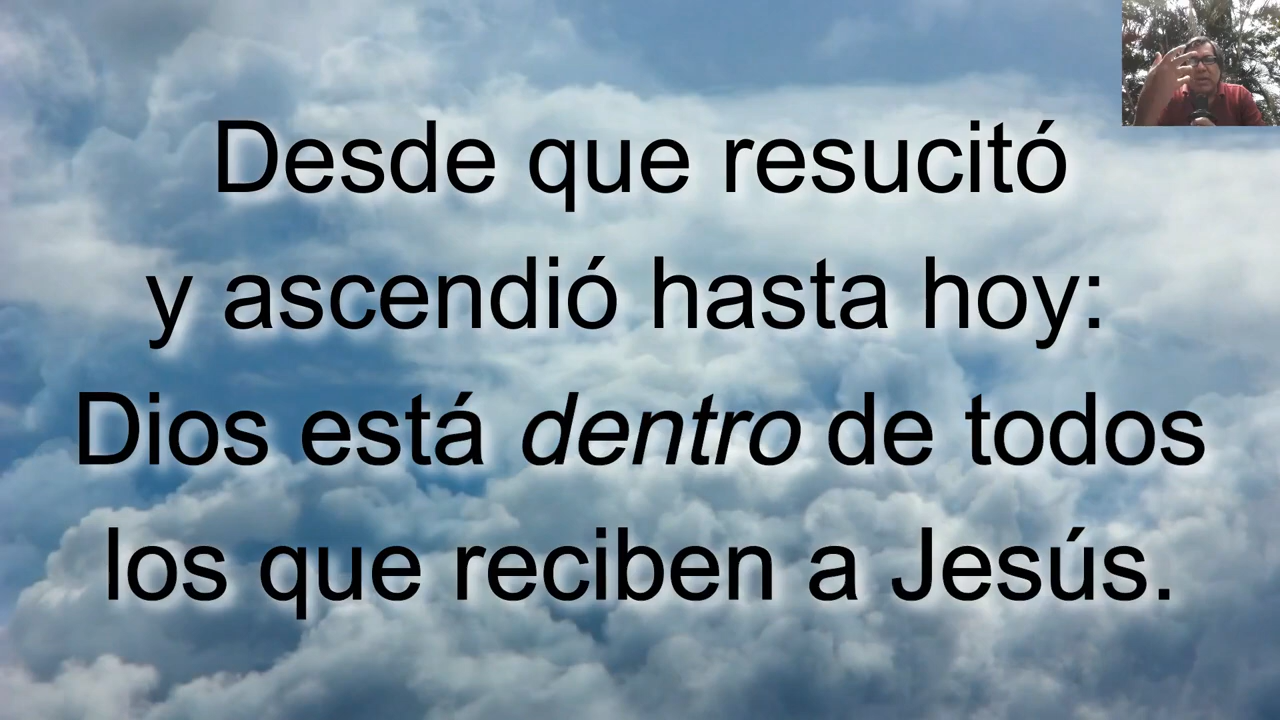 Desde que resucitó
y ascendió hasta hoy:
Dios está dentro de todos
los que reciben a Jesús.